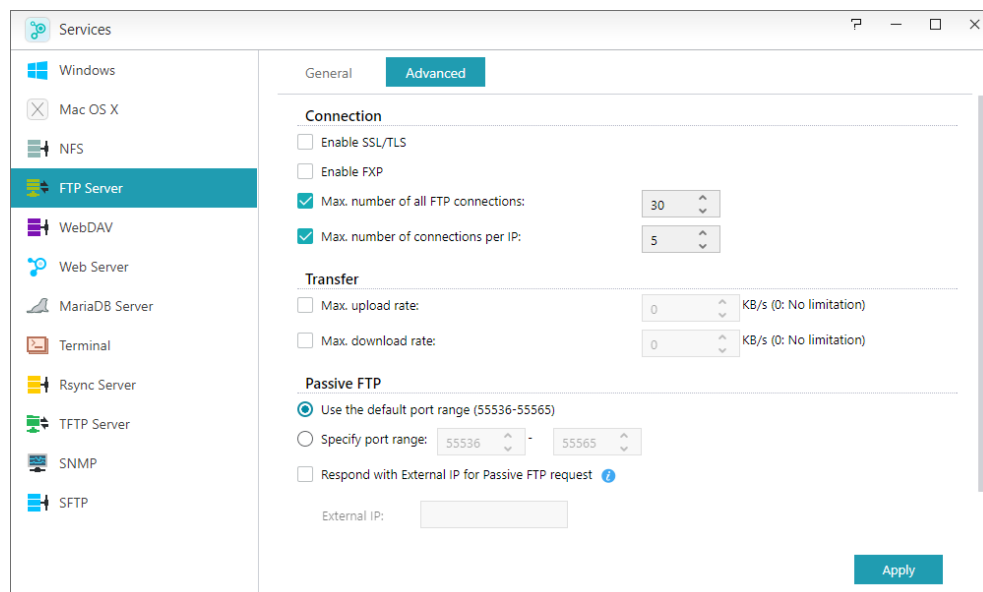 Services
Windows
Mac OS X
NFS
FTP Server
WebDAV
Web Server
MariaDB Server
Terminal
Rsync Server
TFTP Server
SNMP
SFTP
General Advanced
Connection
Enable SSL/TLS
Enable FXP
Max. number of all FTP connections: 30
Max. number of connections per IP: 5
Transfer
Max. upload rate: 0 KB/s (0: No limitation)
Max. download rate: 0 KB/s (0: No limitation)
Passive FTP
Use the default port range (55536-55565)
Specify port range: 55536 - 55565
Respond with External IP for Passive FTP request
External IP:
Apply